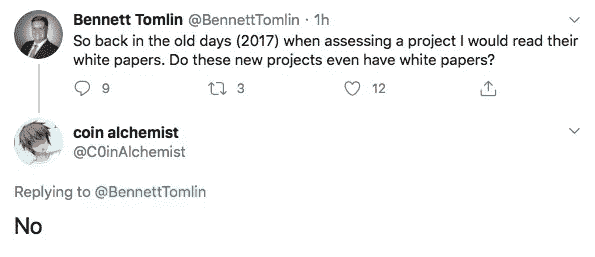 Bennett Tomlin @BennettTomlin · 1h
So back in the old days (2017) when assessing a project I would read their
white papers. Do these new projects even have white papers?
9 3 12
coin alchemist
@C0inAlchemist
Replying to @BennettTomlin
No